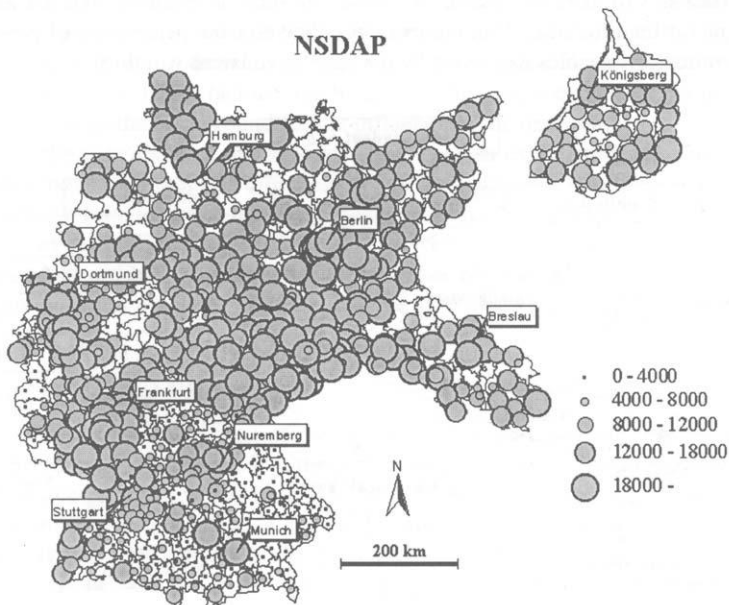 NSDAP
Königsberg
Hamburg
Berlin
Dortmund
Breslau
Frankfurt
Nuremberg
Stuttgart
Munich
N
200 km
0 - 4000
4000 - 8000
8000 - 12000
12000 - 18000
18000 -